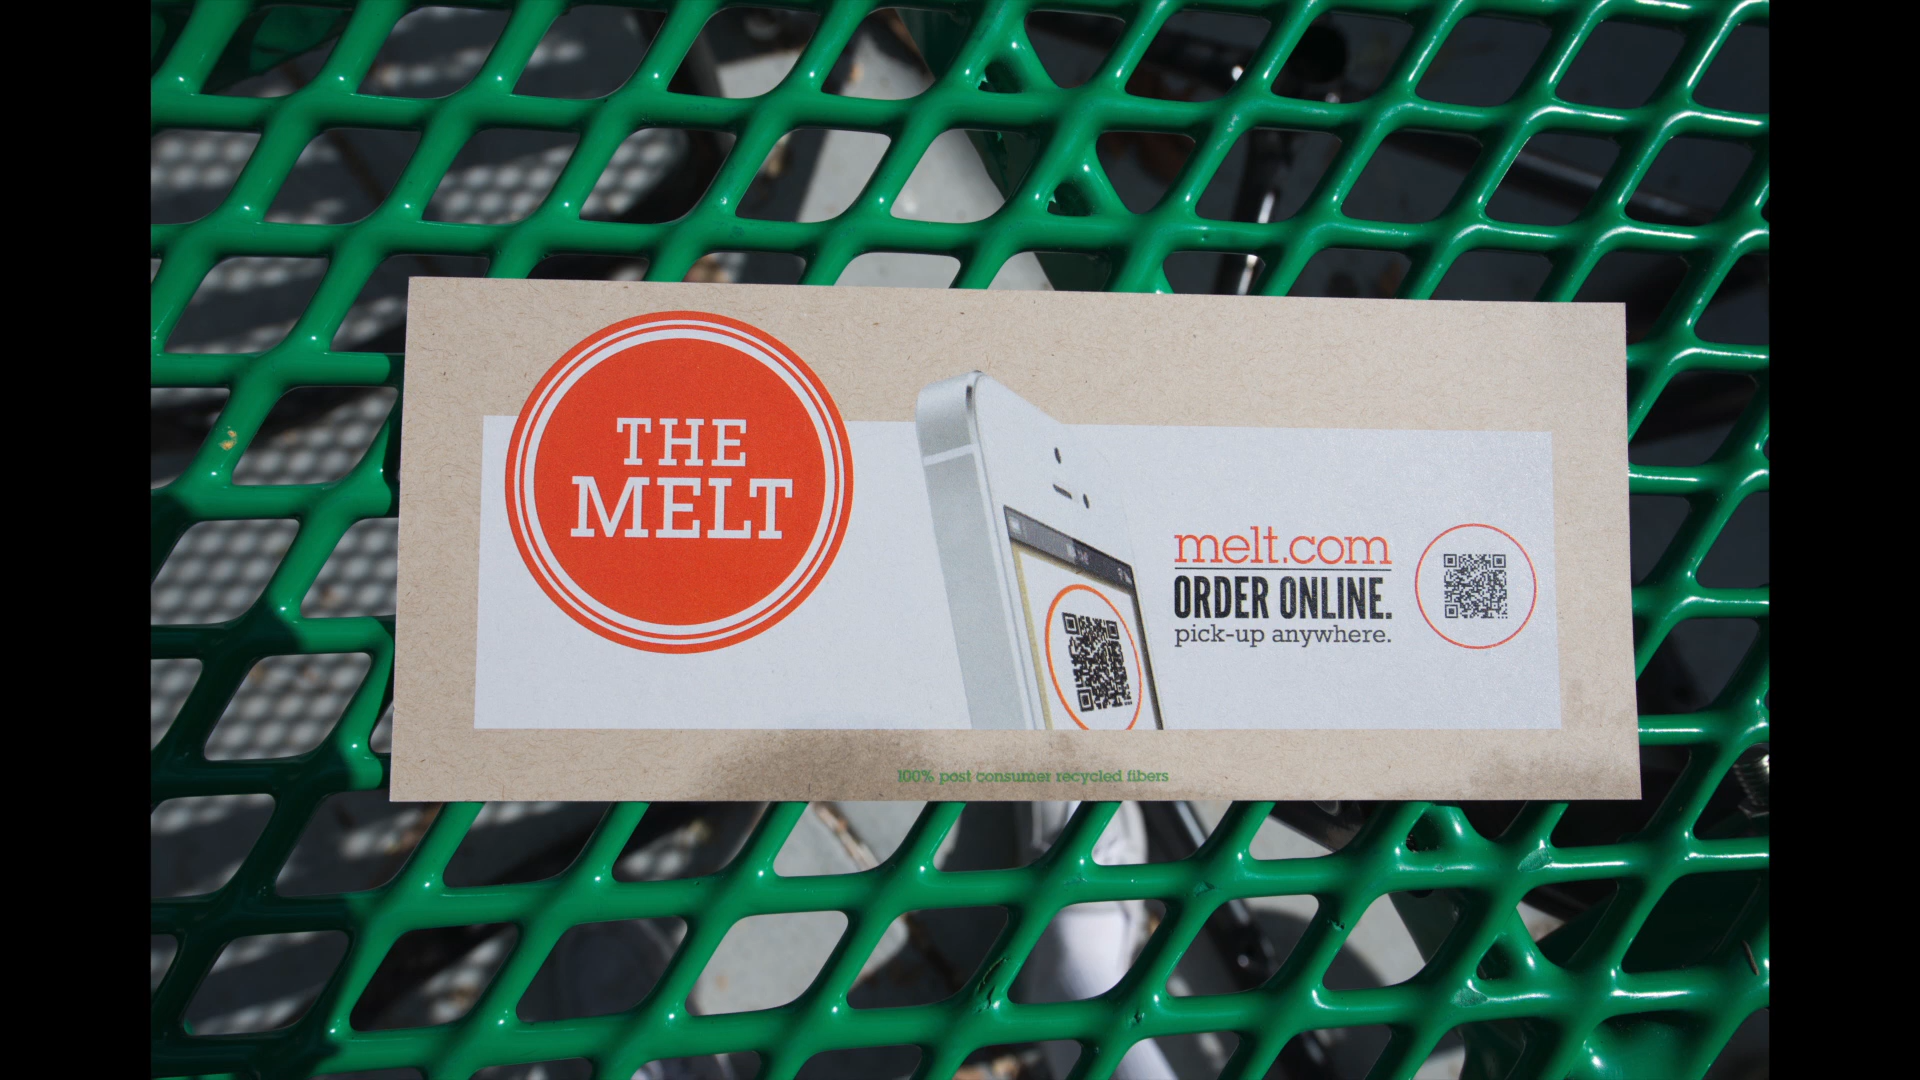 THE
MELT
melt.com
ORDER ONLINE.
pick-up anywhere.
100% post consumer recycled fibers